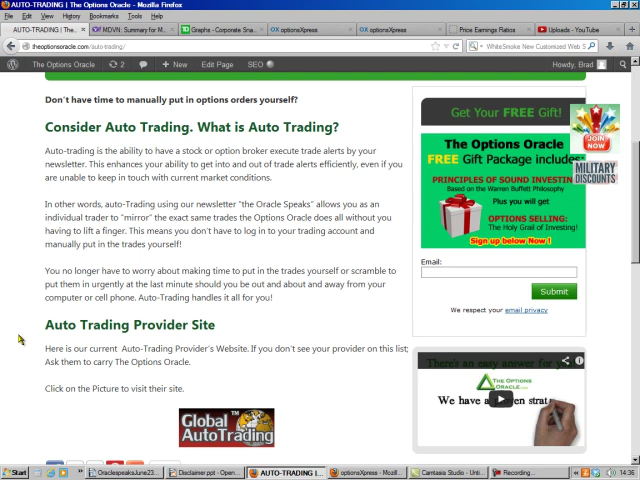 AUTO-TRADING | The Options Oracle - Mozilla Firefox
File Edit View History Bookmarks Tools Help
AUTO-TRADING | The... MDVN: Summary for M... Graphs - Corporate Sna... optionsXpress optionsXpress Price Earnings Ratios Uploads - YouTube
theoptionsoracle.com/auto-trading/ WhiteSmoke New Customized Web S
The Options Oracle 2 + New Edit Page SEO Howdy, Brad
Don't have time to manually put in options orders yourself?
Consider Auto Trading. What is Auto Trading?
Auto-trading is the ability to have a stock or option broker execute trade alerts by your
newsletter. This enhances your ability to get into and out of trade alerts efficiently, even if you
are unable to keep in touch with current market conditions.
In other words, auto-Trading using our newsletter "the Oracle Speaks" allows you as an
individual trader to "mirror" the exact same trades the Options Oracle does all without you
having to lift a finger. This means you don't have to log in to your trading account and
manually put in the trades yourself!
You no longer have to worry about making time to put in the trades yourself or scramble to
put them in urgently at the last minute should you be out and about and away from your
computer or cell phone. Auto-Trading handles it all for you!
Auto Trading Provider Site
Here is our current Auto-Trading Provider's Website. If you don't see your provider on this list;
Ask them to carry The Options Oracle.
Click on the Picture to visit their site.
Global
AutoTrading
Get Your FREE Gift!
The Options Oracle
FREE Gift Package includes:
PRINCIPLES OF SOUND INVESTI
Based on the Warren Buffett Philosophy
Plus you will get
OPTIONS SELLING:
The Holy Grail of Investing!
Sign up below Now !
JOIN
NOW
MILITARY
DISCOUNTS
Email:
Submit
We respect your email privacy
There's an easy answer for
THE OPTIONS
ORACLE.com
We have a proven strat
Start OraclespeaksJune23... Disclaimer.ppt - Open... AUTO-TRADING |... optionsXpress - Mozill... Camtasia Studio - Unti... Recording... 14:36